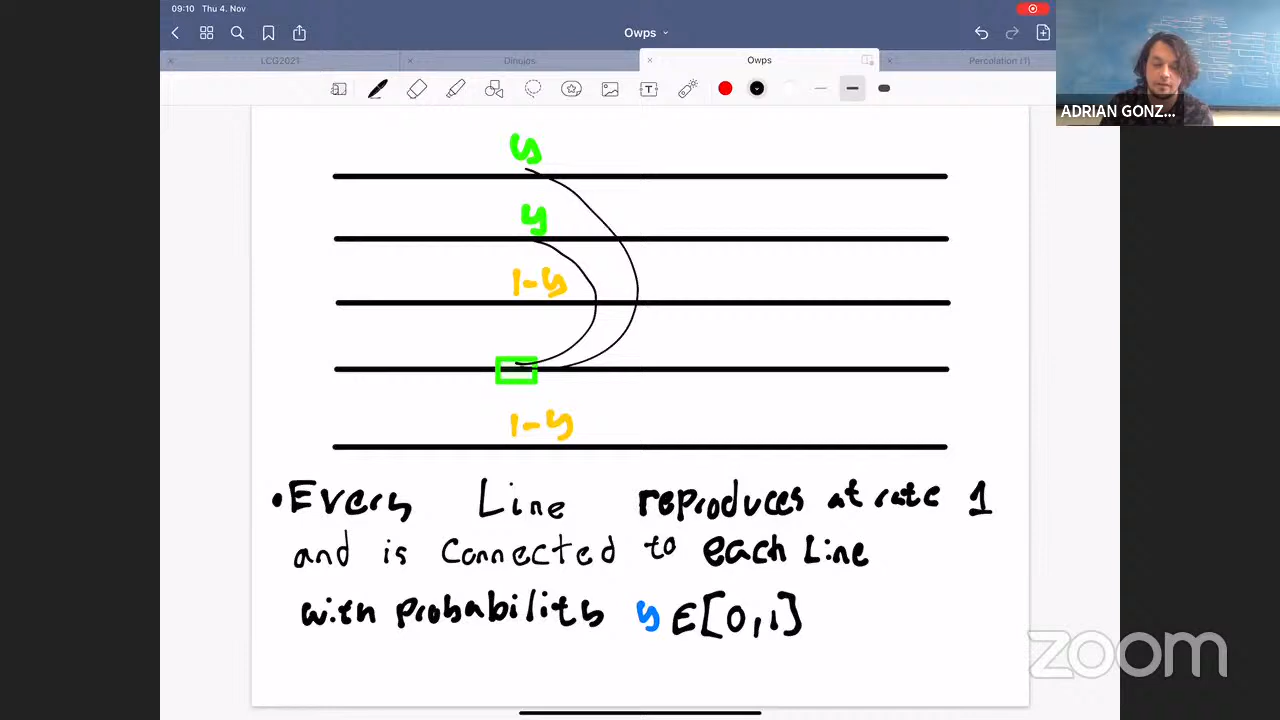 09:10 Thu 4. Nov
Owps
LCG2021
Dinojos
Owps
Percolation (1)
ADRIAN GONZ...
y
y
1-y
1-y
• Every Line reproduces at rate 1
and is connected to each Line
with probability y ∈ [0,1]
zoom